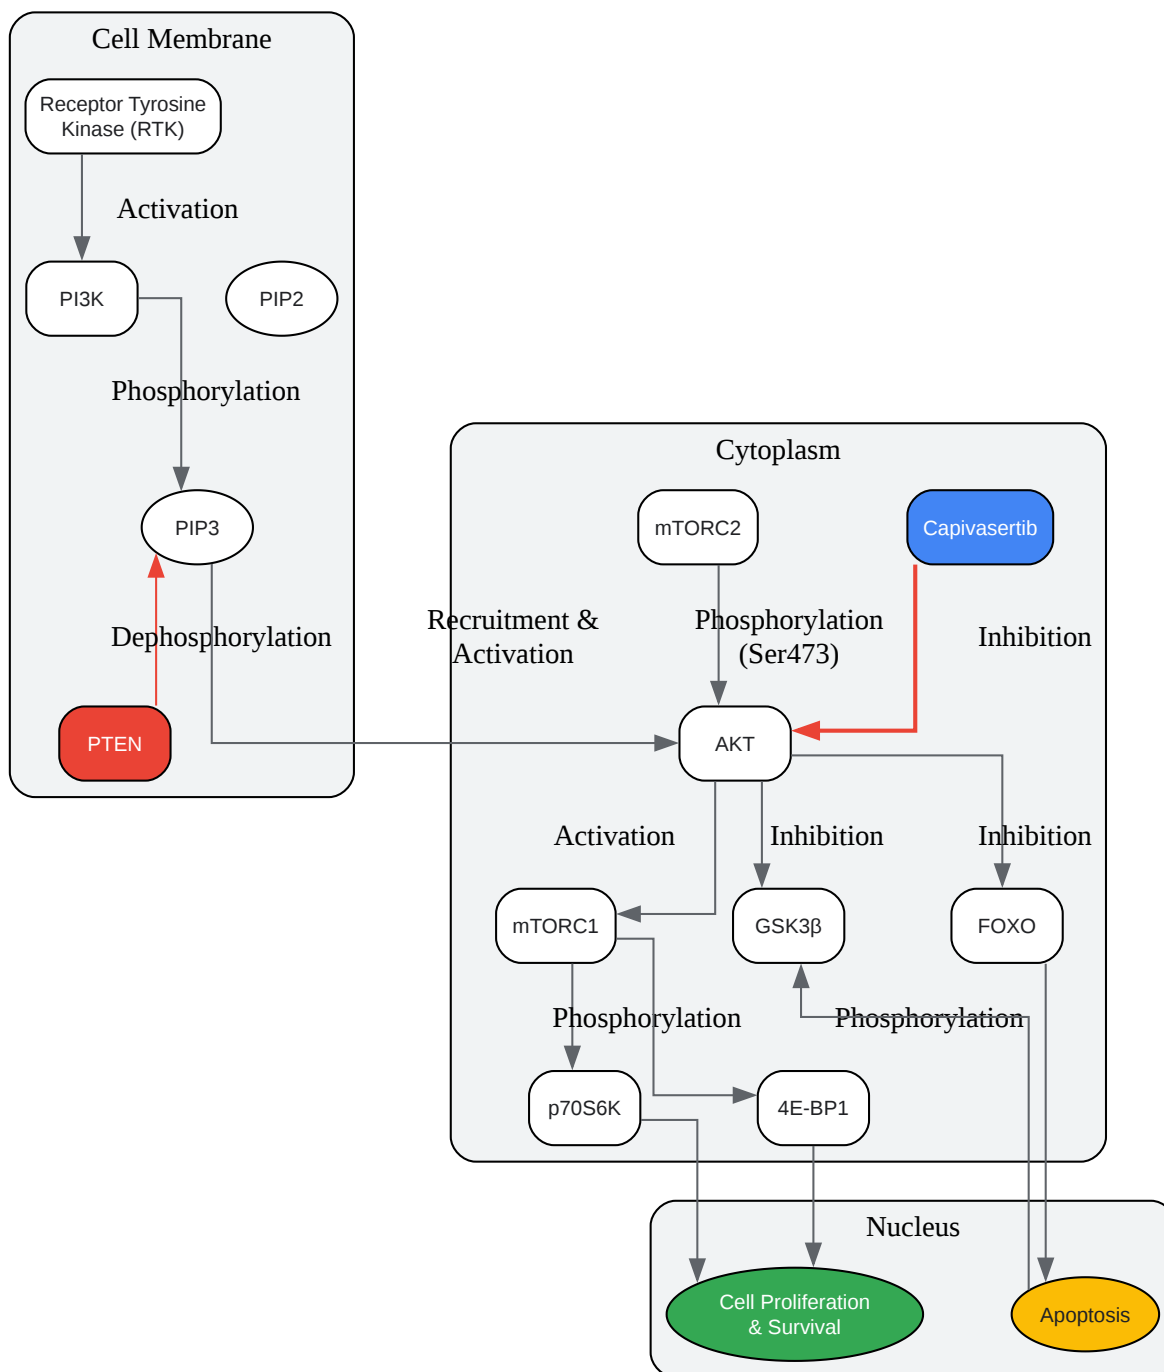 Cell Membrane
Receptor Tyrosine
Kinase (RTK)
Activation
PI3K
PIP2
Phosphorylation
PIP3
Dephosphorylation
PTEN
Cytoplasm
mTORC2
Capivasertib
Recruitment &
Activation
Phosphorylation
(Ser473)
Inhibition
AKT
Activation
Inhibition
Inhibition
mTORC1
GSK3β
FOXO
Phosphorylation
Phosphorylation
p70S6K
4E-BP1
Nucleus
Cell Proliferation
& Survival
Apoptosis